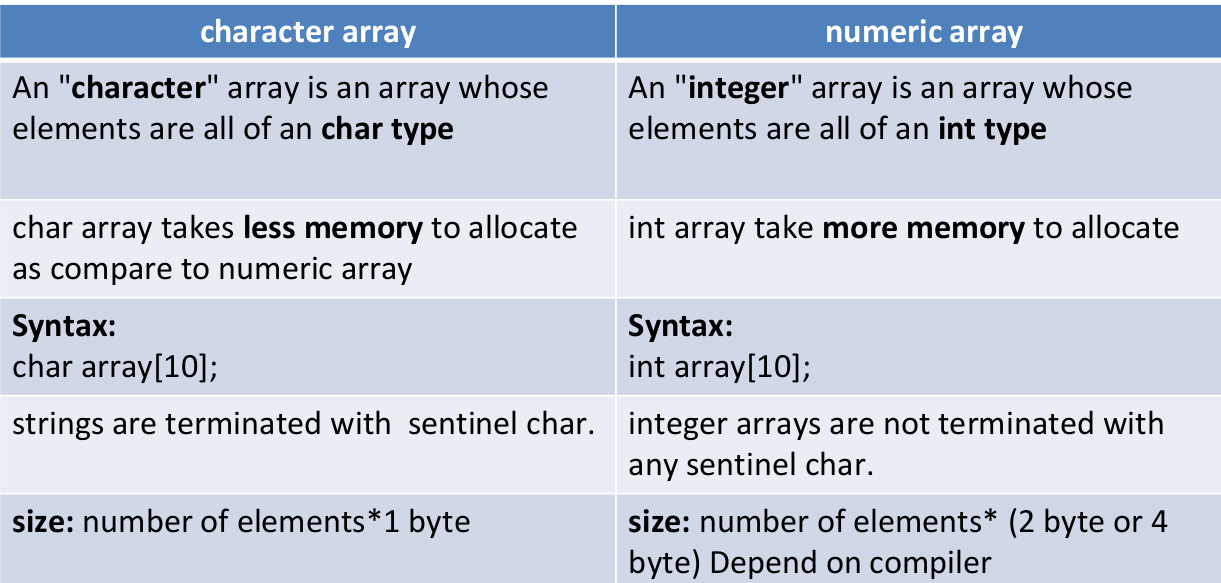 character array
numeric array
An "character" array is an array whose
elements are all of an char type
An "integer" array is an array whose
elements are all of an int type
char array takes less memory to allocate
as compare to numeric array
int array take more memory to allocate
Syntax:
char array[10];
Syntax:
int array[10];
strings are terminated with  sentinel char.
integer arrays are not terminated with
any sentinel char.
size: number of elements*1 byte
size: number of elements* (2 byte or 4
byte) Depend on compiler